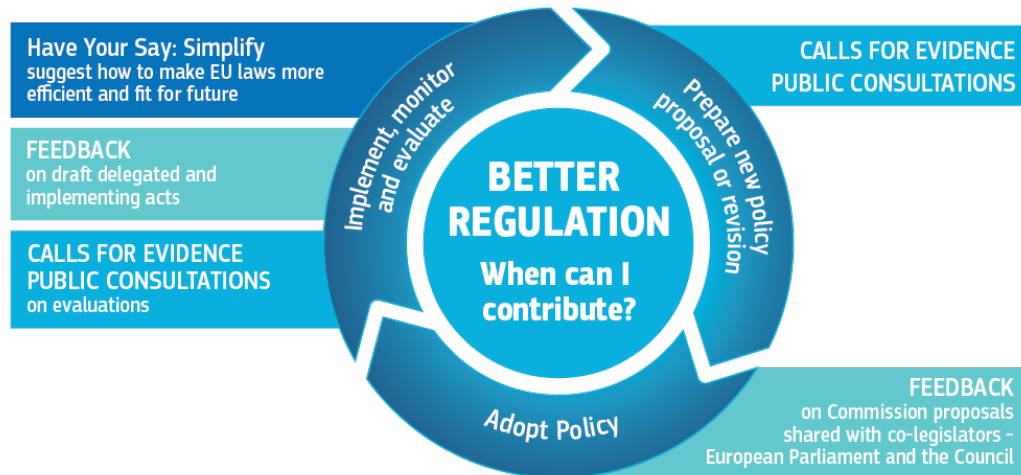 Have Your Say: Simplify
suggest how to make EU laws more
efficient and fit for future
FEEDBACK
on draft delegated and
implementing acts
CALLS FOR EVIDENCE
PUBLIC CONSULTATIONS
on evaluations
Implement, monitor
and evaluate
BETTER
REGULATION
When can I
contribute?
Prepare new policy
proposal or revision
Adopt Policy
CALLS FOR EVIDENCE
PUBLIC CONSULTATIONS
FEEDBACK
on Commission proposals
shared with co-legislators -
European Parliament and the Council